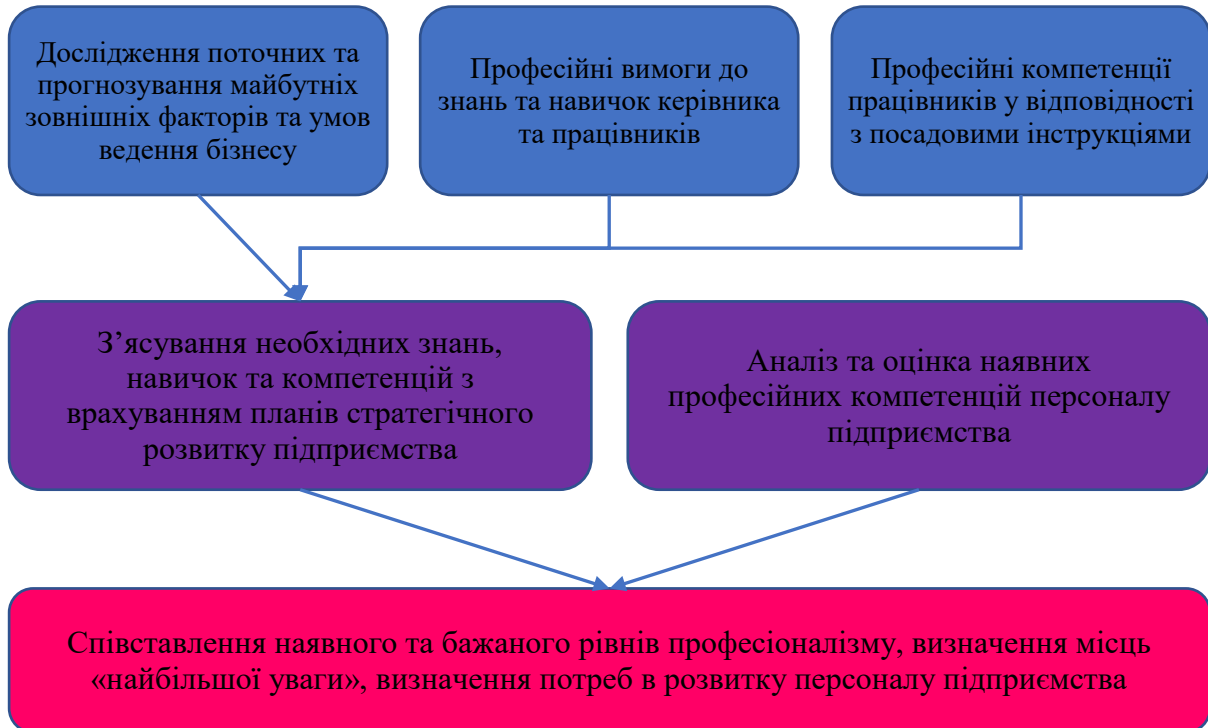 Дослідження поточних та
прогнозування майбутніх
зовнішніх факторів та умов
ведення бізнесу
Професійні вимоги до
знань та навичок керівника
та працівників
Професійні компетенції
працівників у відповідності
з посадовими інструкціями
З’ясування необхідних знань,
навичок та компетенцій з
врахуванням планів стратегічного
розвитку підприємства
Аналіз та оцінка наявних
професійних компетенцій персоналу
підприємства
Співставлення наявного та бажаного рівнів професіоналізму, визначення місць
«найбільшої уваги», визначення потреб в розвитку персоналу підприємства